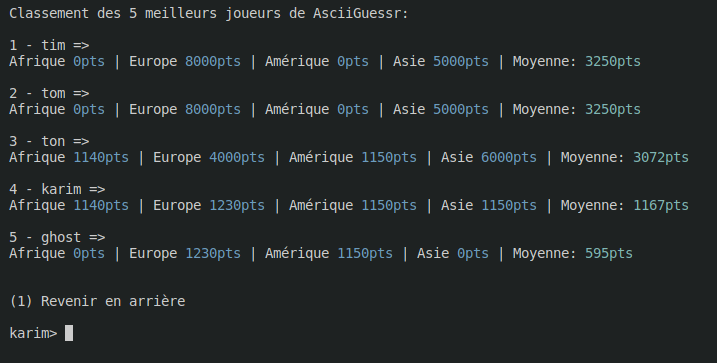 Classement des 5 meilleurs joueurs de AsciiGuessr:
1 - tim =>
Afrique 0pts | Europe 8000pts | Amérique 0pts | Asie 5000pts | Moyenne: 3250pts
2 - tom =>
Afrique 0pts | Europe 8000pts | Amérique 0pts | Asie 5000pts | Moyenne: 3250pts
3 - ton =>
Afrique 1140pts | Europe 4000pts | Amérique 1150pts | Asie 6000pts | Moyenne: 3072pts
4 - karim =>
Afrique 1140pts | Europe 1230pts | Amérique 1150pts | Asie 1150pts | Moyenne: 1167pts
5 - ghost =>
Afrique 0pts | Europe 1230pts | Amérique 1150pts | Asie 0pts | Moyenne: 595pts
(1) Revenir en arrière
karim>